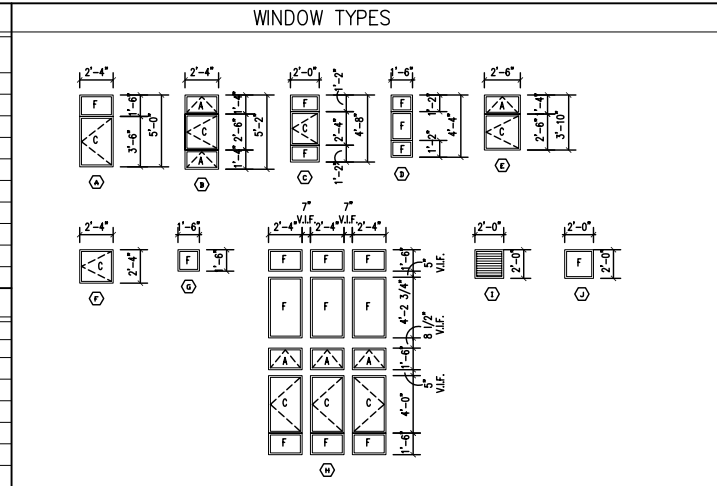 WINDOW TYPES
2'-4" 2'-4" 2'-0" 1'-6" 2'-6"
F C 1'-6" 3'-6" 5'-0"
A
A C A 1'-4" 2'-6" 1'-4" 5'-2"
B
F C F 1'-2" 2'-4" 1'-2" 4'-8"
C
F F F 1'-2" 1'-2" 4'-4"
D
A C 1'-4" 2'-6" 3'-10"
E
2'-4"
C 2'-4"
F
1'-6"
F 1'-6"
G
7" 7"
V.I.F. V.I.F.
2'-4" 2'-4" 2'-4"
F F F 1'-6"
5" V.I.F.
F F F 4'-2 3/4"
8 1/2" V.I.F.
A A A 1'-6"
5" V.I.F.
C C C 4'-0"
F F F 1'-6"
H
2'-0"
2'-0"
I
2'-0"
F 2'-0"
J